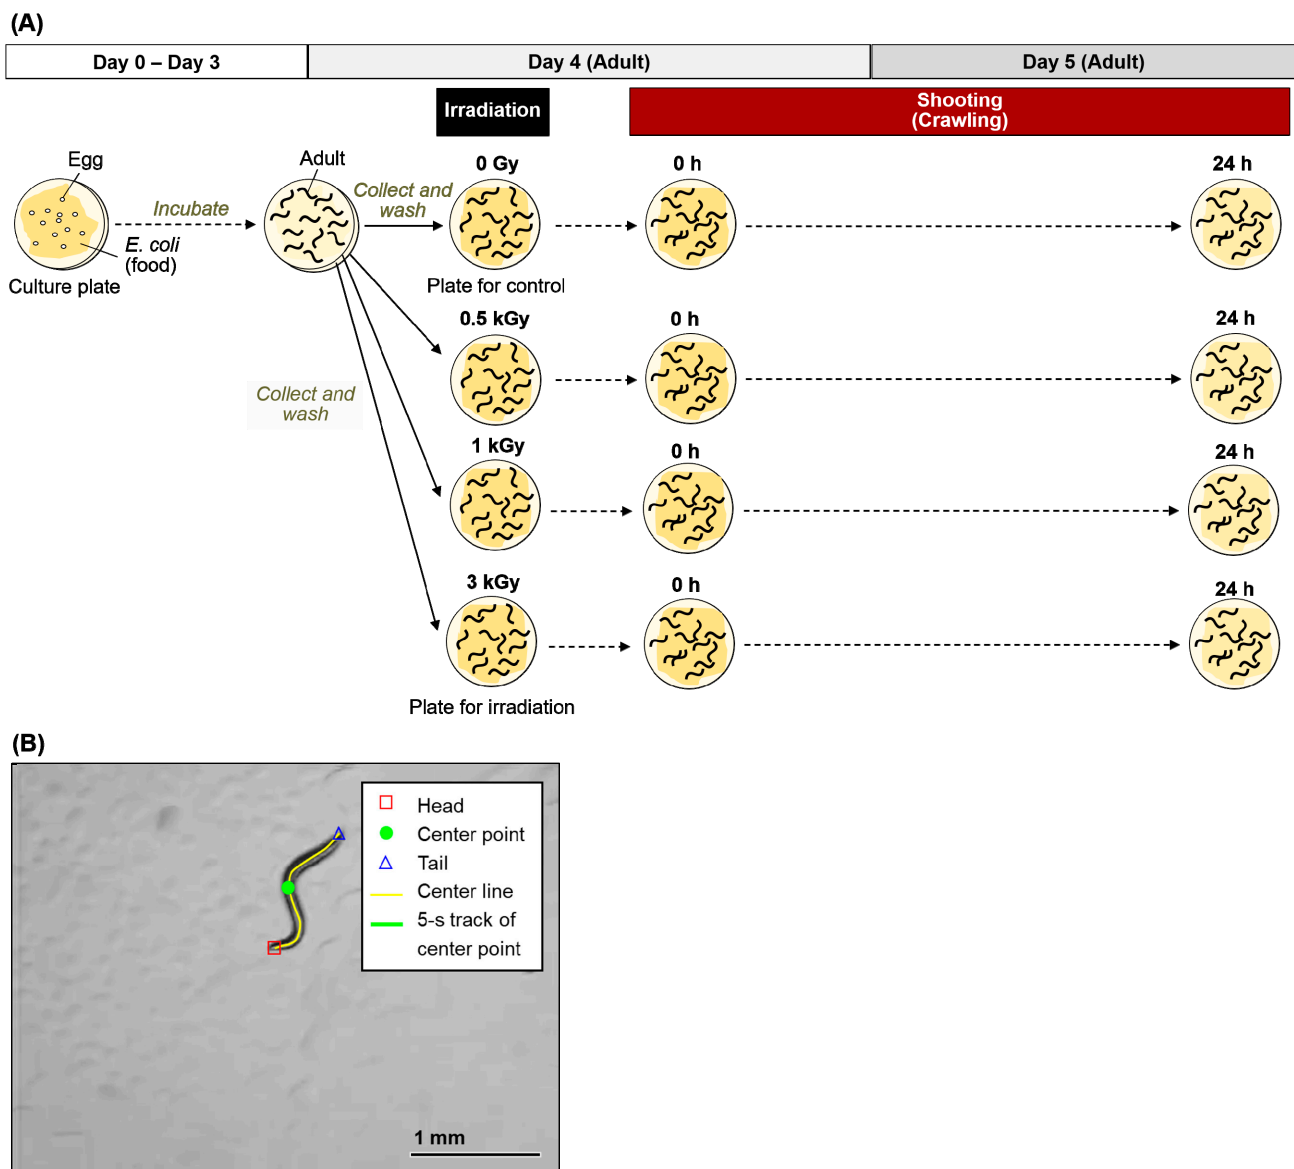 (A)
Day 0 – Day 3
Day 4 (Adult)
Day 5 (Adult)
Irradiation
Shooting
(Crawling)
Egg
Adult
Incubate
Collect and
wash
0 Gy
0 h
24 h
E. coli
(food)
Culture plate
Plate for control
0.5 kGy
0 h
24 h
Collect and
wash
1 kGy
0 h
24 h
3 kGy
0 h
24 h
Plate for irradiation
(B)
Head
Center point
Tail
Center line
5-s track of
center point
1 mm